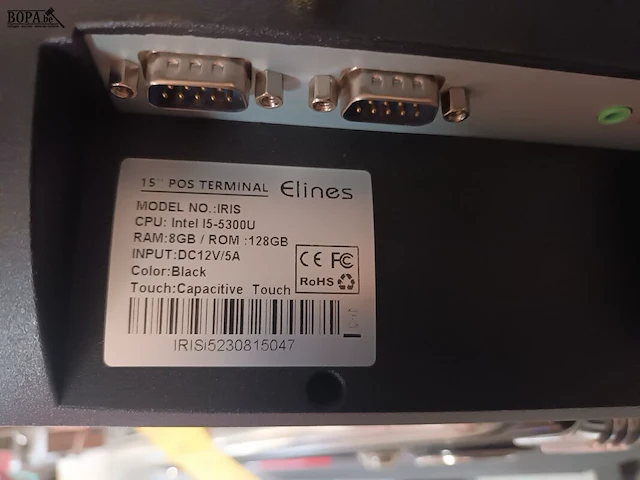 BOPA.be
15" POS TERMINAL Elines
MODEL NO.:IRIS
CPU: Intel I5-5300U
RAM:8GB / ROM :128GB
INPUT:DC12V/5A
Color:Black
Touch:Capacitive Touch
CE FC
RoHS
IRISi5230815047